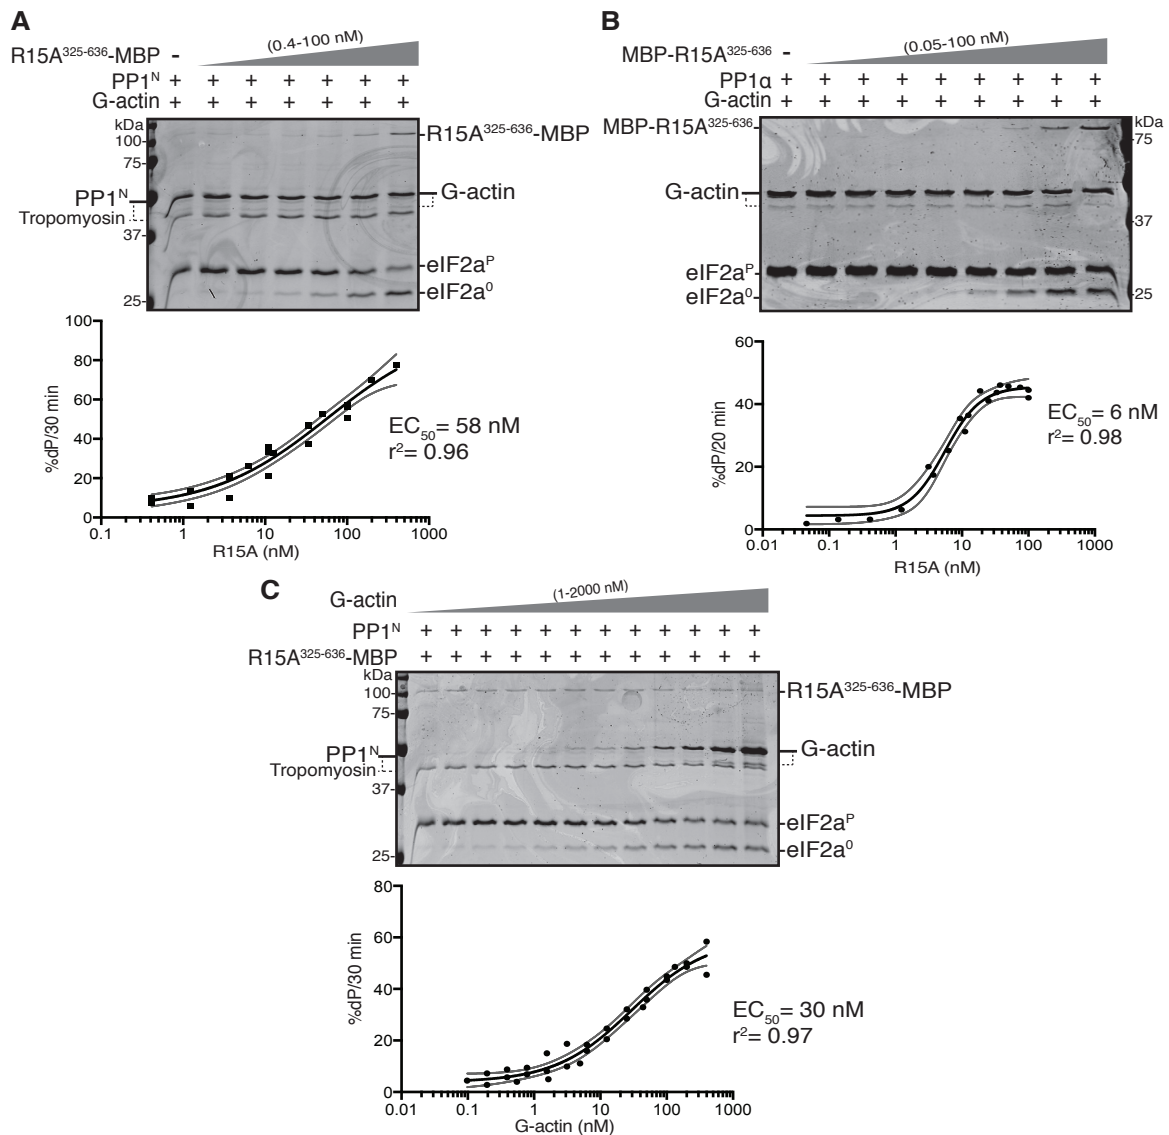 A
(0.4-100 nM)
R15A325-636-MBP -
PP1N + + + + + + +
G-actin + + + + + + +
kDa
100-
75-
37-
25-
R15A325-636-MBP
PP1N
G-actin
Tropomyosin
eIF2aP
eIF2a0
100
80
60
40
20
0
%dP/30 min
0.1 1 10 100 1000
R15A (nM)
EC50= 58 nM
r2= 0.96
B
(0.05-100 nM)
MBP-R15A325-636 -
PP1α + + + + + + + + +
G-actin + + + + + + + + +
MBP-R15A325-636
kDa
-75
-37
-25
G-actin
eIF2aP
eIF2a0
60
40
20
0
%dP/20 min
0.01 0.1 1 10 100 1000
R15A (nM)
EC50= 6 nM
r2= 0.98
C
(1-2000 nM)
G-actin
PP1N + + + + + + + + + + + +
R15A325-636-MBP + + + + + + + + + + + +
kDa
100-
75-
37-
25-
-R15A325-636-MBP
PP1N
G-actin
Tropomyosin
-eIF2aP
-eIF2a0
80
60
40
20
0
%dP/30 min
0.01 0.1 1 10 100 1000
G-actin (nM)
EC50= 30 nM
r2= 0.97